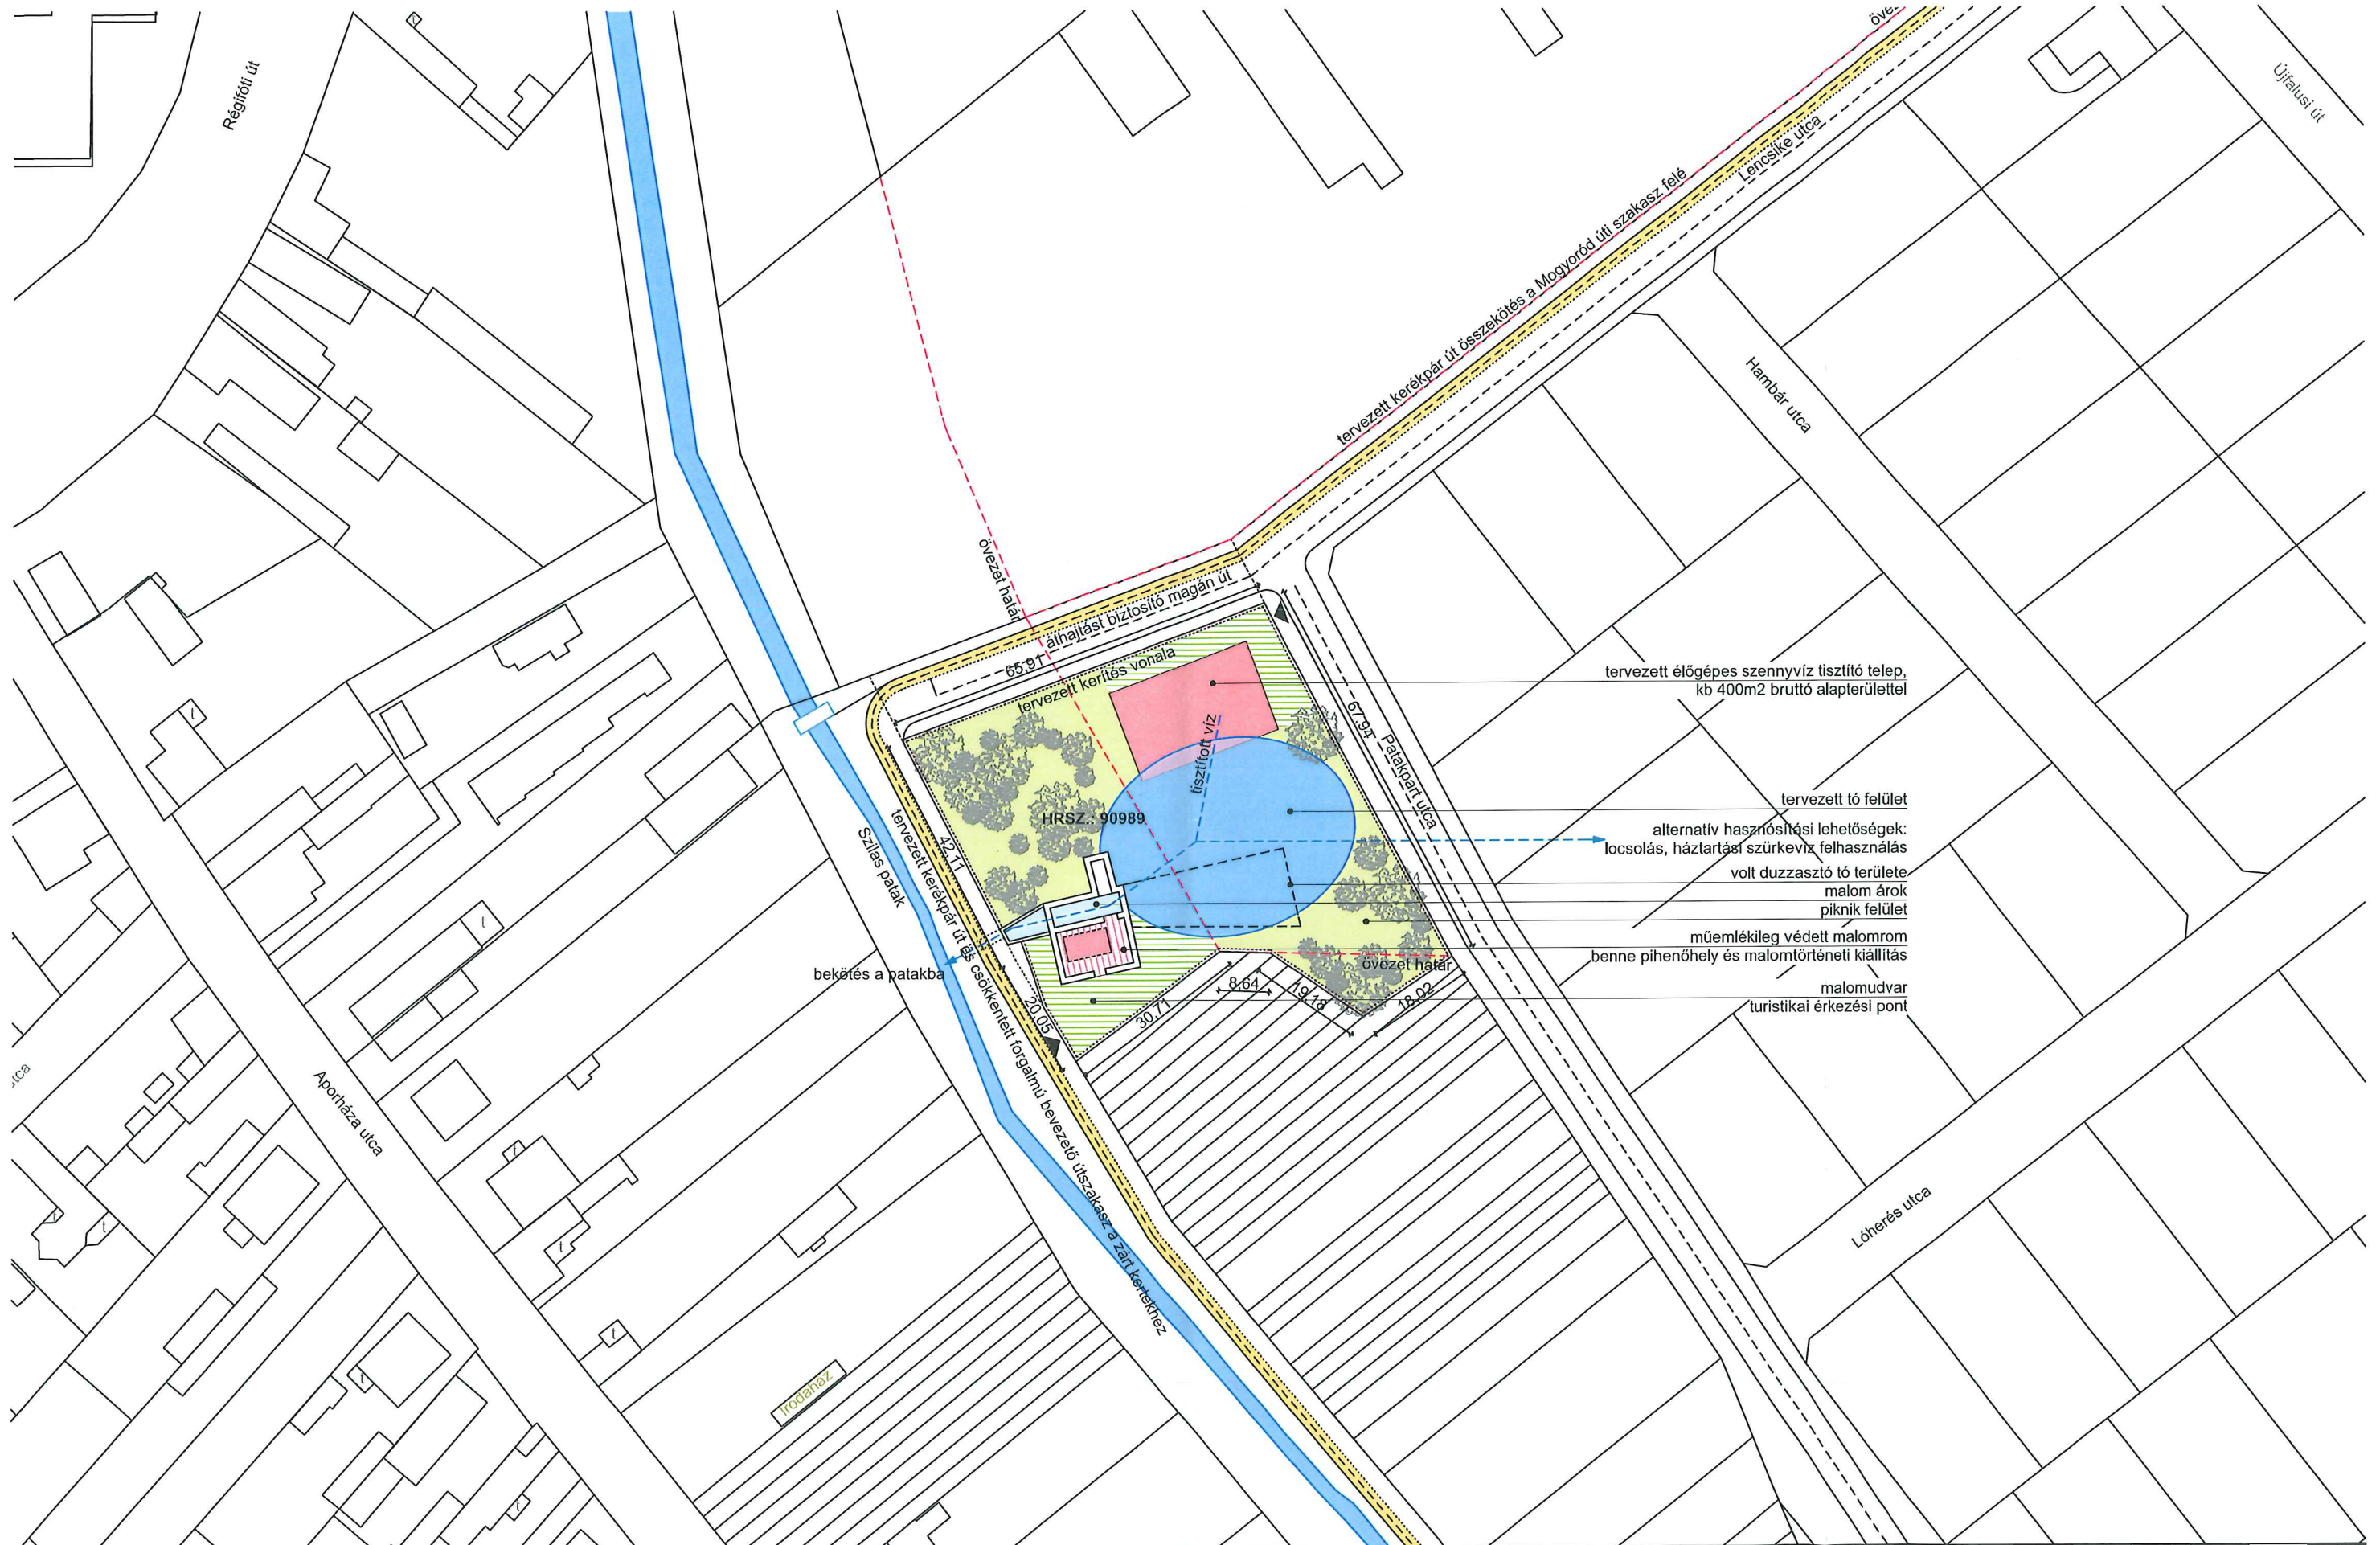 Régifóti út
t
öve
Újfalusi út
Lencsike utca
tervezett kerékpár út összekötés a Mogyoród úti szakasz felé
Hambár utca
övezet határ
áthajtást biztosító magán út
65,91
tervezett kerítés vonala
tervezett élőgépes szennyvíz tisztító telep,
kb 400m2 bruttó alapterülettel
67,94
Patakpart utca
tisztított víz
t
HRSZ.: 90989
tervezett tó felület
alternatív hasznósítási lehetőségek:
locsolás, háztartási szürkevíz felhasználás
volt duzzasztó tó területe
malom árok
piknik felület
műemlékileg védett malomrom
benne pihenőhely és malomtörténeti kiállítás
malomudvar
turistikai érkezési pont
42,11
Szilas patak
tervezett kerékpár út és csökkentett forgalmú bevezető útszakasz a zárt kertekhez
t
bekötés a patakba
övezet határ
8,64
19,18
18,02
30,71
20,05
utca
Aporháza utca
t
t
t
t
t
Lóherés utca
t
t
Irodaház
t